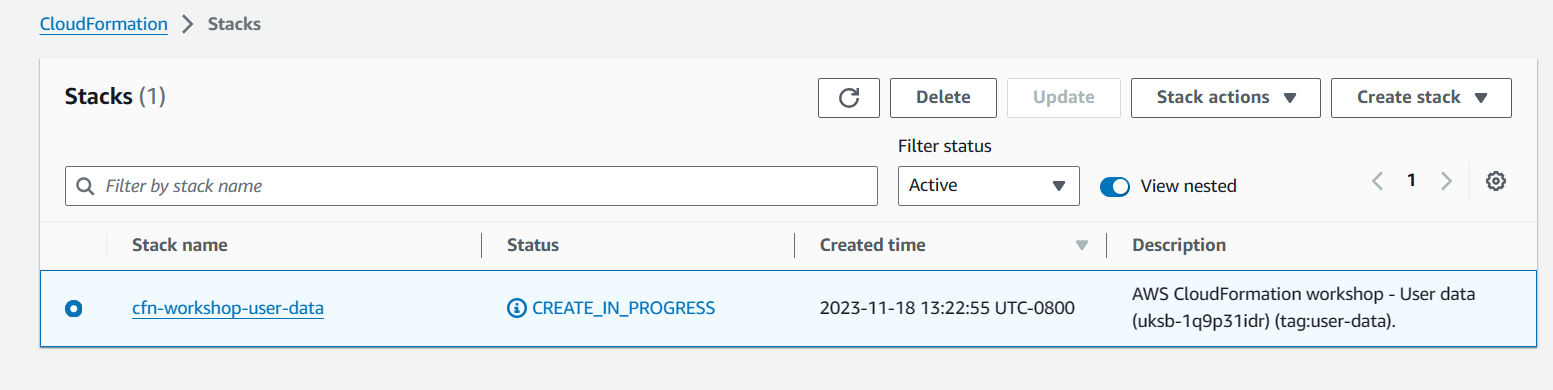 CloudFormation > Stacks
Stacks (1)
Delete
Update
Stack actions
Create stack
Filter status
Filter by stack name
Active
View nested
1
Stack name
Status
Created time
Description
cfn-workshop-user-data
CREATE_IN_PROGRESS
2023-11-18 13:22:55 UTC-0800
AWS CloudFormation workshop - User data
(uksb-1q9p31idr) (tag:user-data).